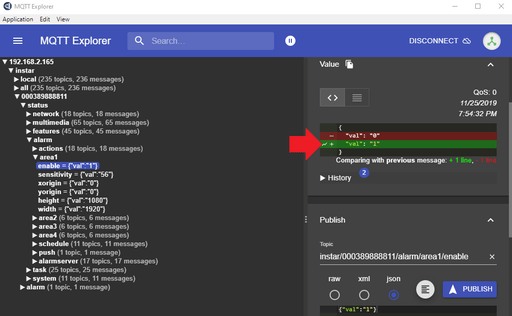 MQTT Explorer
Application Edit View
MQTT Explorer
Search...
DISCONNECT
192.168.2.165
instar
local (235 topics, 236 messages)
all (235 topics, 236 messages)
000389888811
status
network (18 topics, 18 messages)
multimedia (65 topics, 65 messages)
features (45 topics, 45 messages)
alarm
actions (18 topics, 18 messages)
area1
enable = {"val":"1"}
sensitivity = {"val":"56"}
xorigin = {"val":"0"}
yorigin = {"val":"0"}
height = {"val":"1080"}
width = {"val":"1920"}
area2 (6 topics, 6 messages)
area3 (6 topics, 6 messages)
area4 (6 topics, 6 messages)
schedule (11 topics, 11 messages)
push (1 topic, 1 message)
alarmserver (17 topics, 17 messages)
task (25 topics, 25 messages)
system (11 topics, 11 messages)
alarm (1 topic, 1 message)
Value
QoS: 0
11/25/2019
7:54:32 PM
{
- "val": "0"
+ "val": "1"
}
Comparing with previous message: + 1 line, - 1 line
History 2
Publish
Topic
instar/000389888811/alarm/area1/enable
raw xml json
PUBLISH
{"val":"1"}